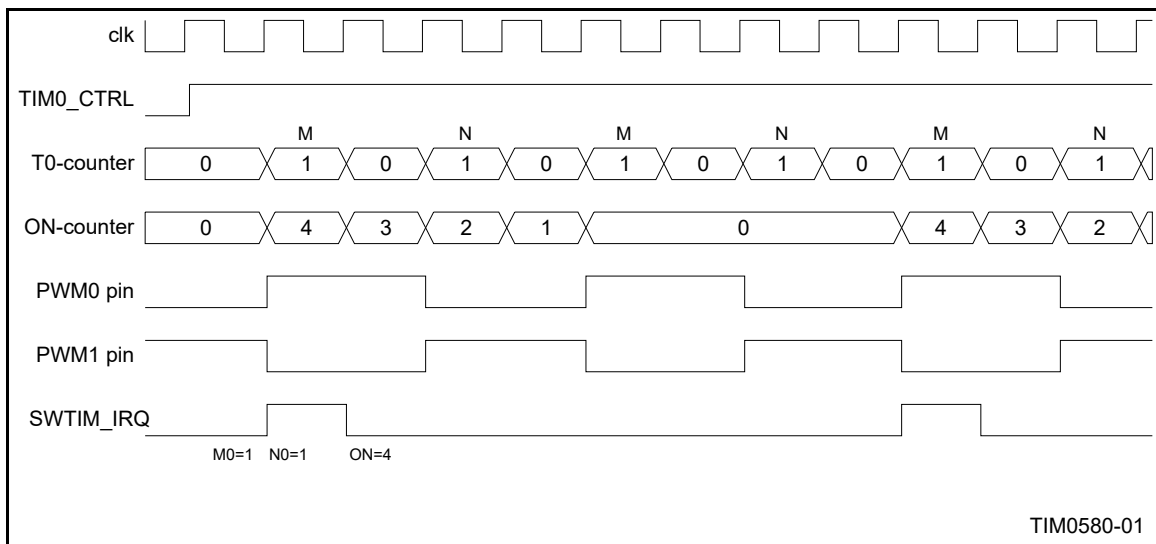 clk
TIM0_CTRL
M N M N M N
T0-counter 0 1 0 1 0 1 0 1 0 1 0 1
ON-counter 0 4 3 2 1 0 4 3 2
PWM0 pin
PWM1 pin
SWTIM_IRQ
M0=1 N0=1 ON=4
TIM0580-01